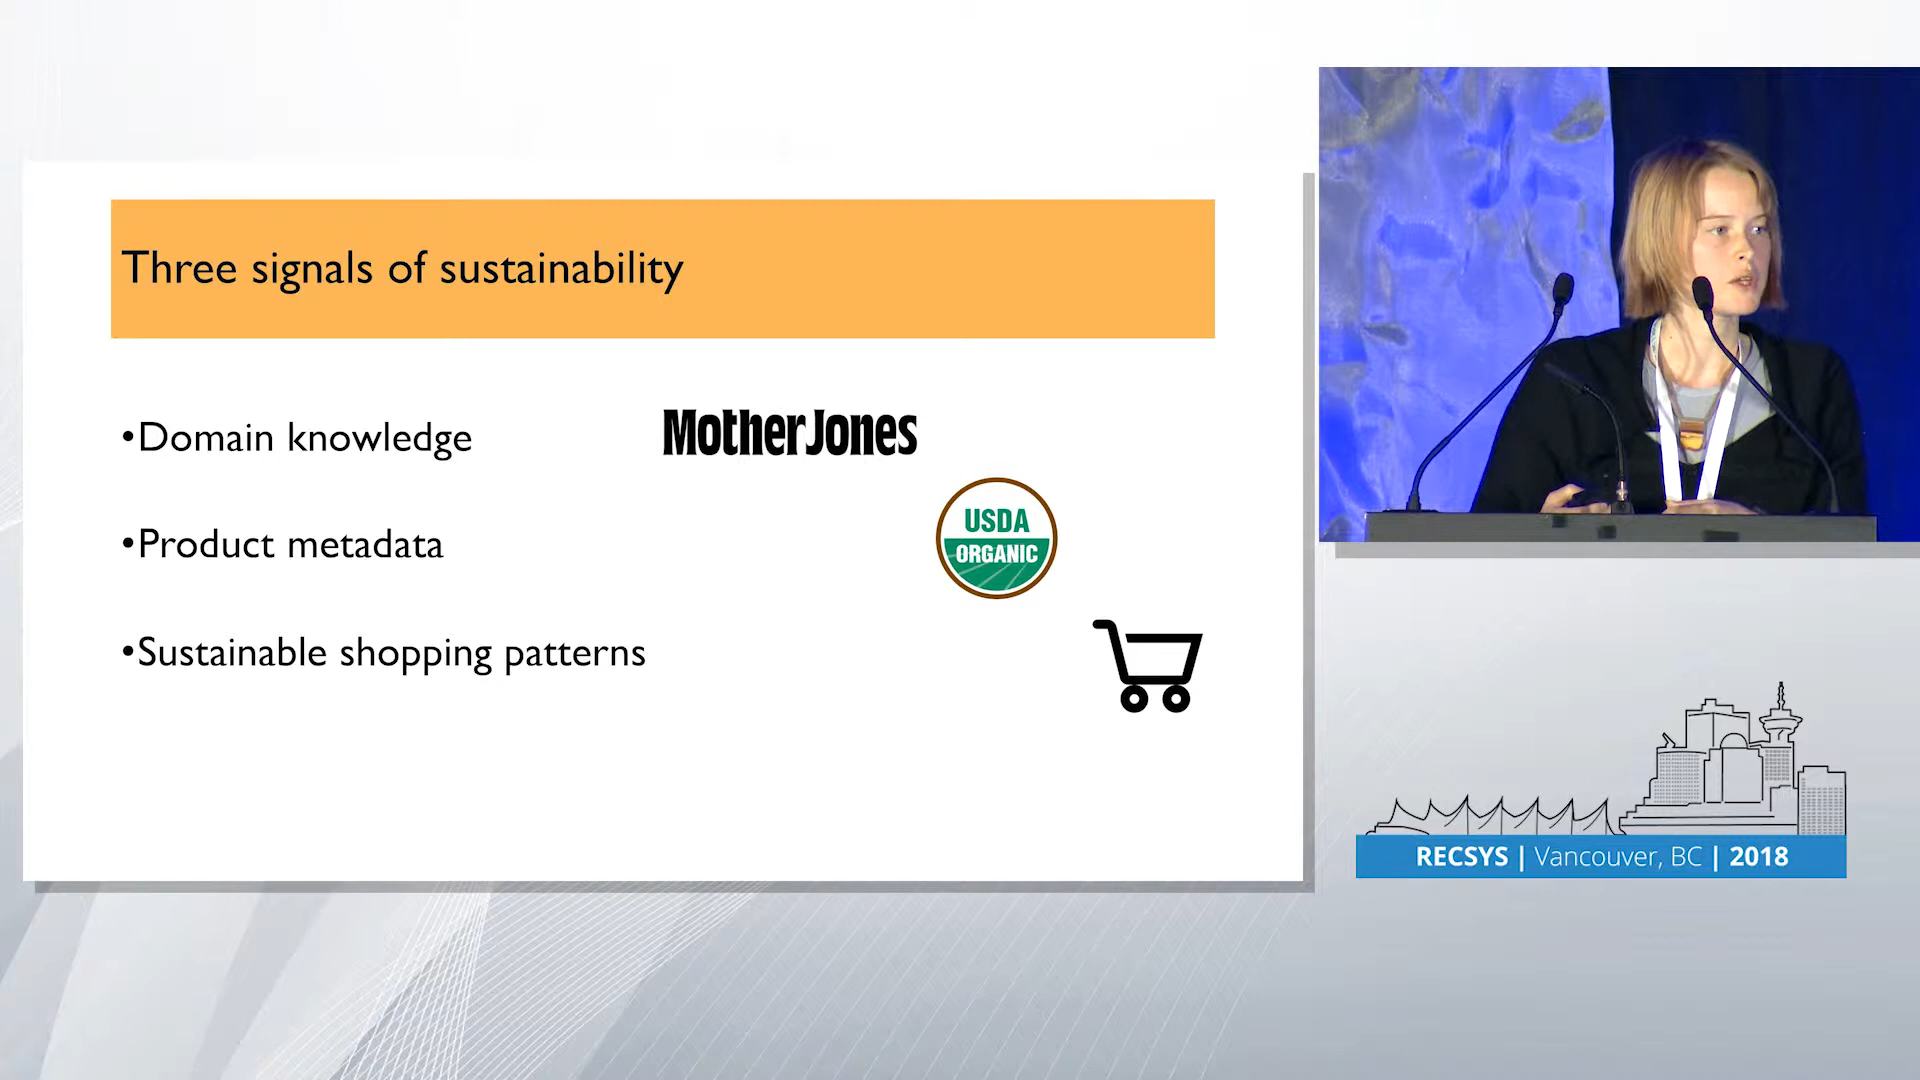 Three signals of sustainability
•Domain knowledge
MotherJones
•Product metadata
USDA
ORGANIC
•Sustainable shopping patterns
RECSYS | Vancouver, BC | 2018